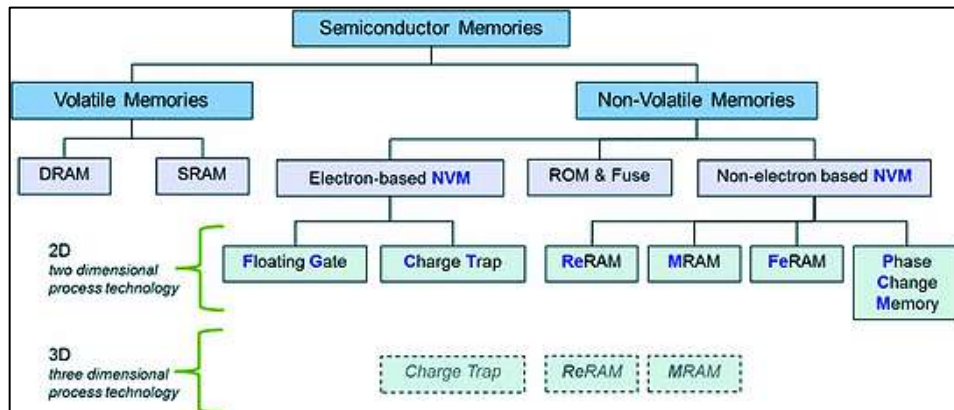 Semiconductor Memories
Volatile Memories
Non-Volatile Memories
DRAM
SRAM
Electron-based NVM
ROM & Fuse
Non-electron based NVM
2D
two dimensional
process technology
Floating Gate
Charge Trap
ReRAM
MRAM
FeRAM
Phase
Change
Memory
3D
three dimensional
process technology
Charge Trap
ReRAM
MRAM